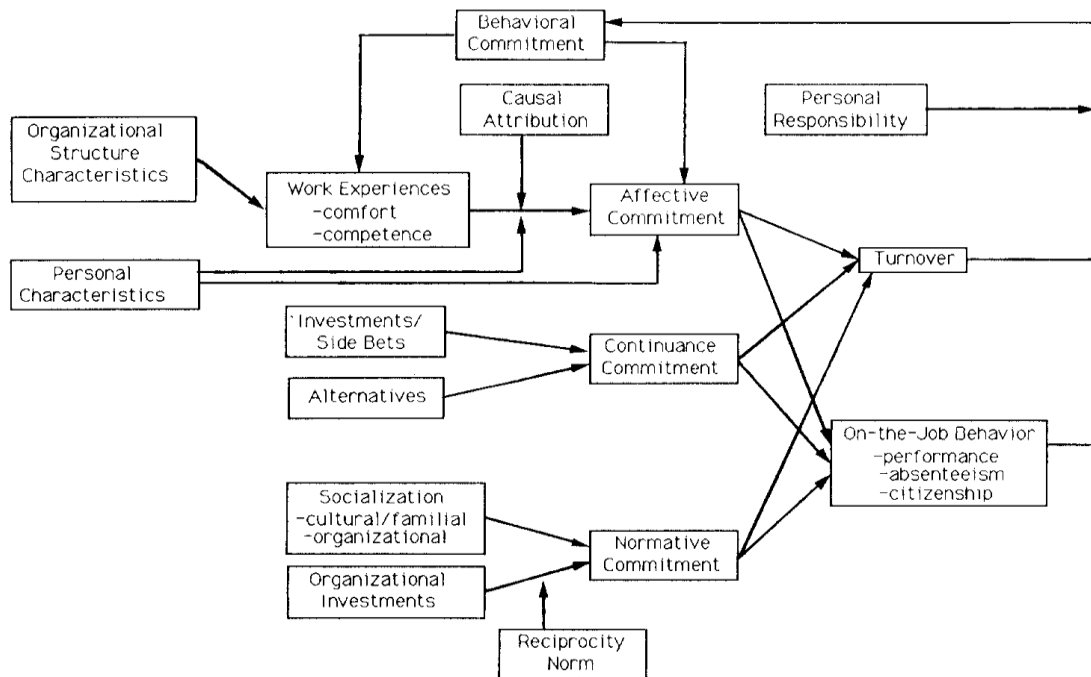 Behavioral
Commitment
Causal
Attribution
Personal
Responsibility
Organizational
Structure
Characteristics
Work Experiences
-comfort
-competence
Affective
Commitment
Personal
Characteristics
Turnover
Investments/
Side Bets
Continuance
Commitment
Alternatives
On-the-Job Behavior
-performance
-absenteeism
-citizenship
Socialization
-cultural/familial
-organizational
Normative
Commitment
Organizational
Investments
Reciprocity
Norm